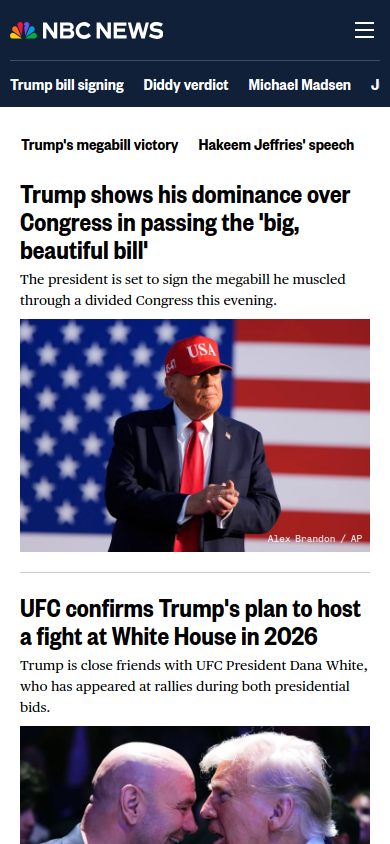 NBC NEWS
Trump bill signing Diddy verdict Michael Madsen J
Trump's megabill victory Hakeem Jeffries' speech
Trump shows his dominance over
Congress in passing the 'big,
beautiful bill'
The president is set to sign the megabill he muscled
through a divided Congress this evening.
USA
45-47
Alex Brandon / AP
UFC confirms Trump's plan to host
a fight at White House in 2026
Trump is close friends with UFC President Dana White,
who has appeared at rallies during both presidential
bids.